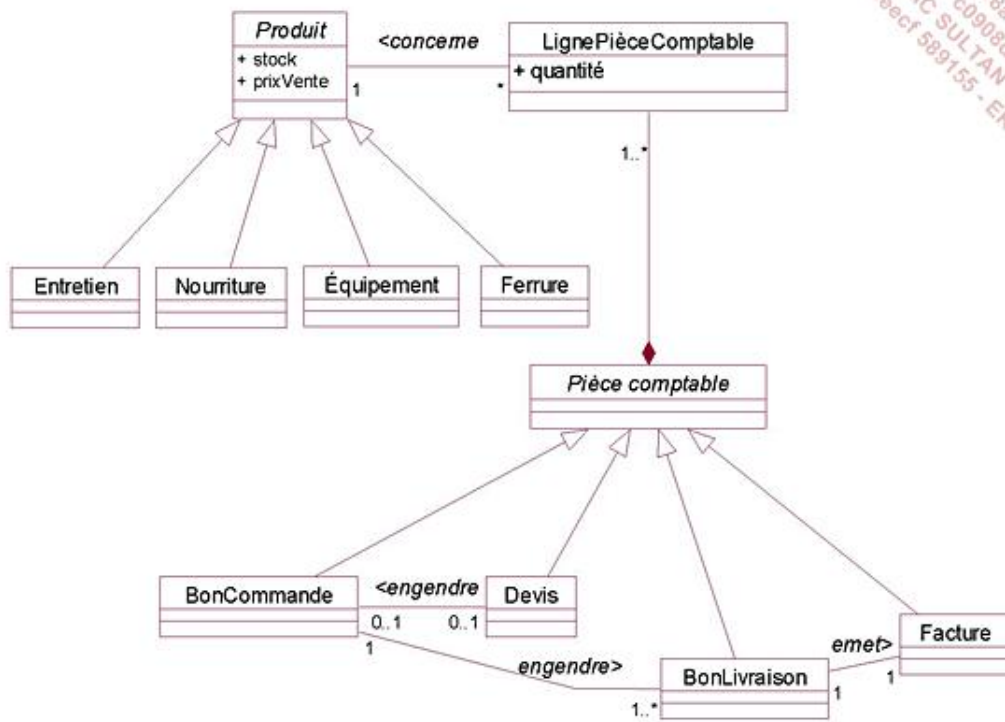 Produit
+ stock
+ prixVente
<concerne
1
*
LignePièceComptable
+ quantité
1..*
Entretien
Nourriture
Équipement
Ferrure
Pièce comptable
BonCommande
<engendre
0..1
0..1
Devis
1
engendre>
1..*
BonLivraison
emet>
1
1
Facture